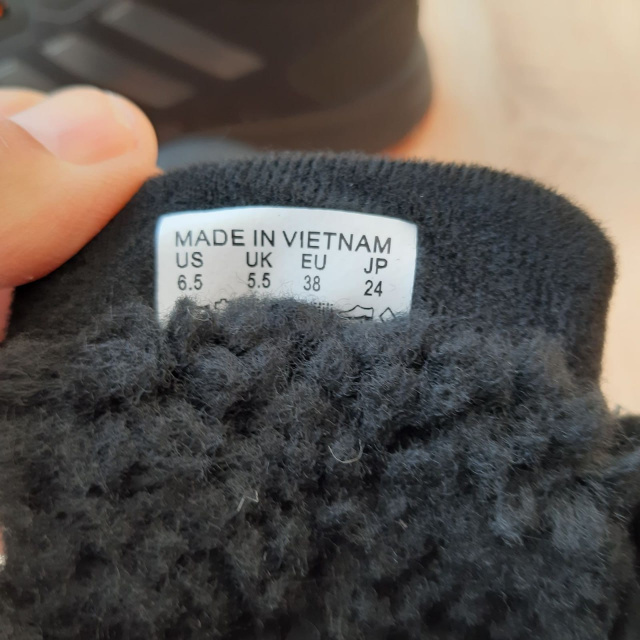 MADE IN VIETNAM
US UK EU JP
6.5 5.5 38 24